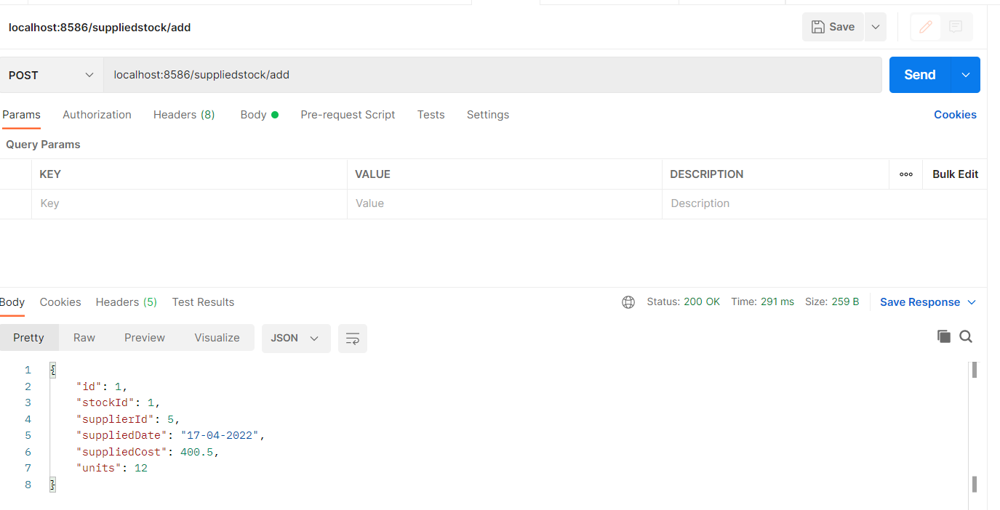 localhost:8586/suppliedstock/add
Save
POST
localhost:8586/suppliedstock/add
Send
Params Authorization Headers (8) Body Pre-request Script Tests Settings Cookies
Query Params
KEY VALUE DESCRIPTION ooo Bulk Edit
Key Value Description
Body Cookies Headers (5) Test Results Status: 200 OK Time: 291 ms Size: 259 B Save Response
Pretty Raw Preview Visualize JSON
1 {
2 "id": 1,
3 "stockId": 1,
4 "supplierId": 5,
5 "suppliedDate": "17-04-2022",
6 "suppliedCost": 400.5,
7 "units": 12
8 }